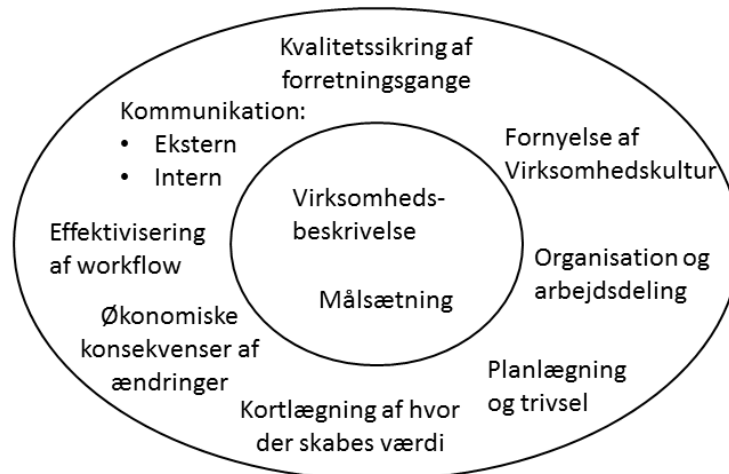 Kvalitetssikring af
forretningsgange
Kommunikation:
• Ekstern
• Intern
Fornyelse af
Virksomhedskultur
Virksomheds-
beskrivelse
Målsætning
Effektivisering
af workflow
Organisation og
arbejdsdeling
Økonomiske
konsekvenser af
ændringer
Planlægning
og trivsel
Kortlægning af hvor
der skabes værdi